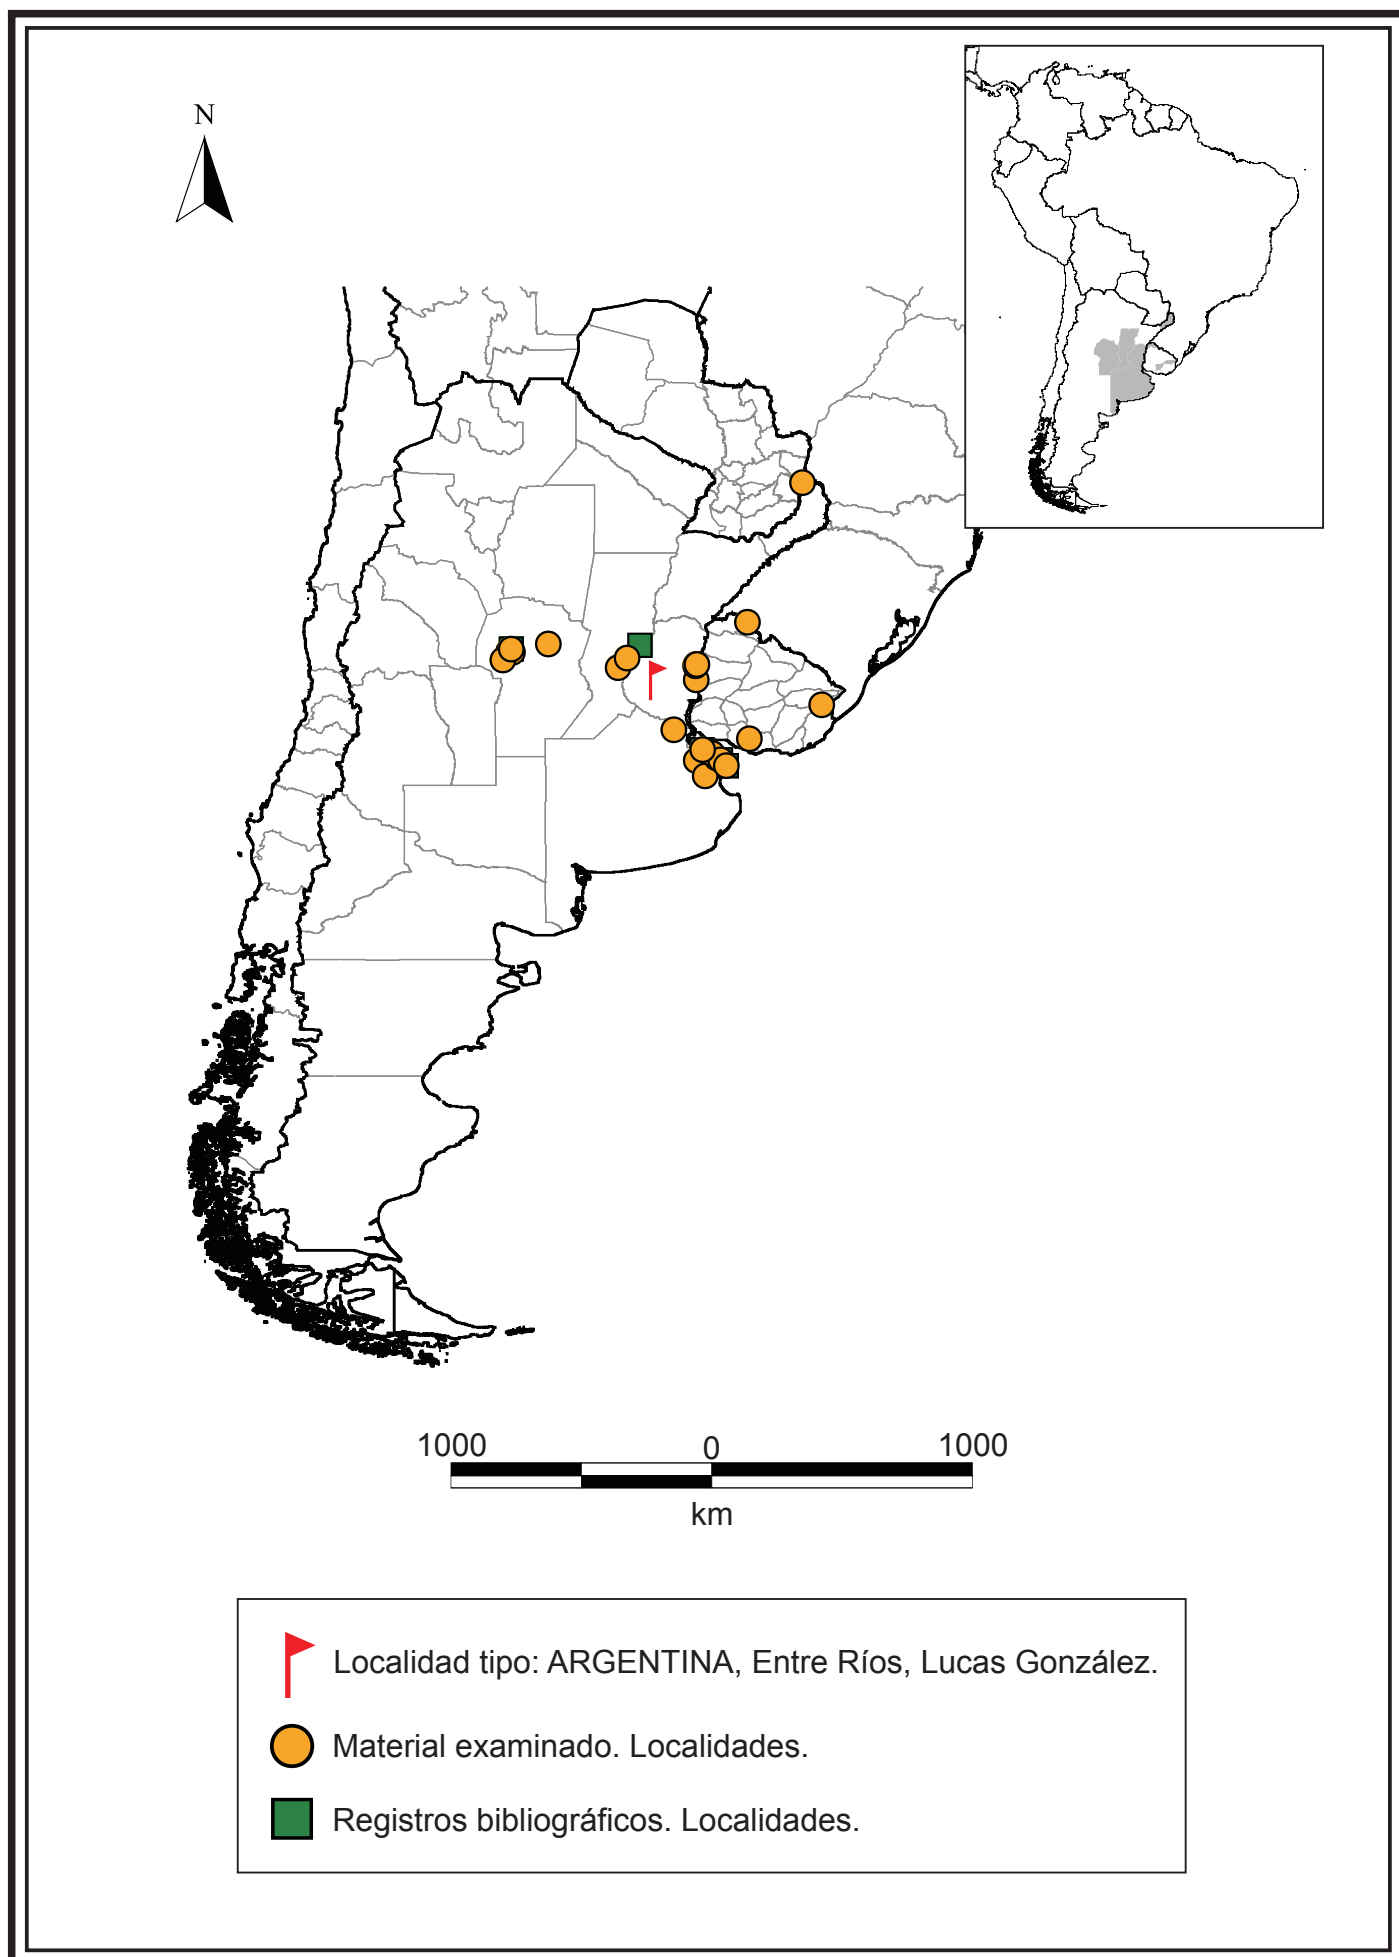 N
1000 0 1000
km
Localidad tipo: ARGENTINA, Entre Ríos, Lucas González.
Material examinado. Localidades.
Registros bibliográficos. Localidades.